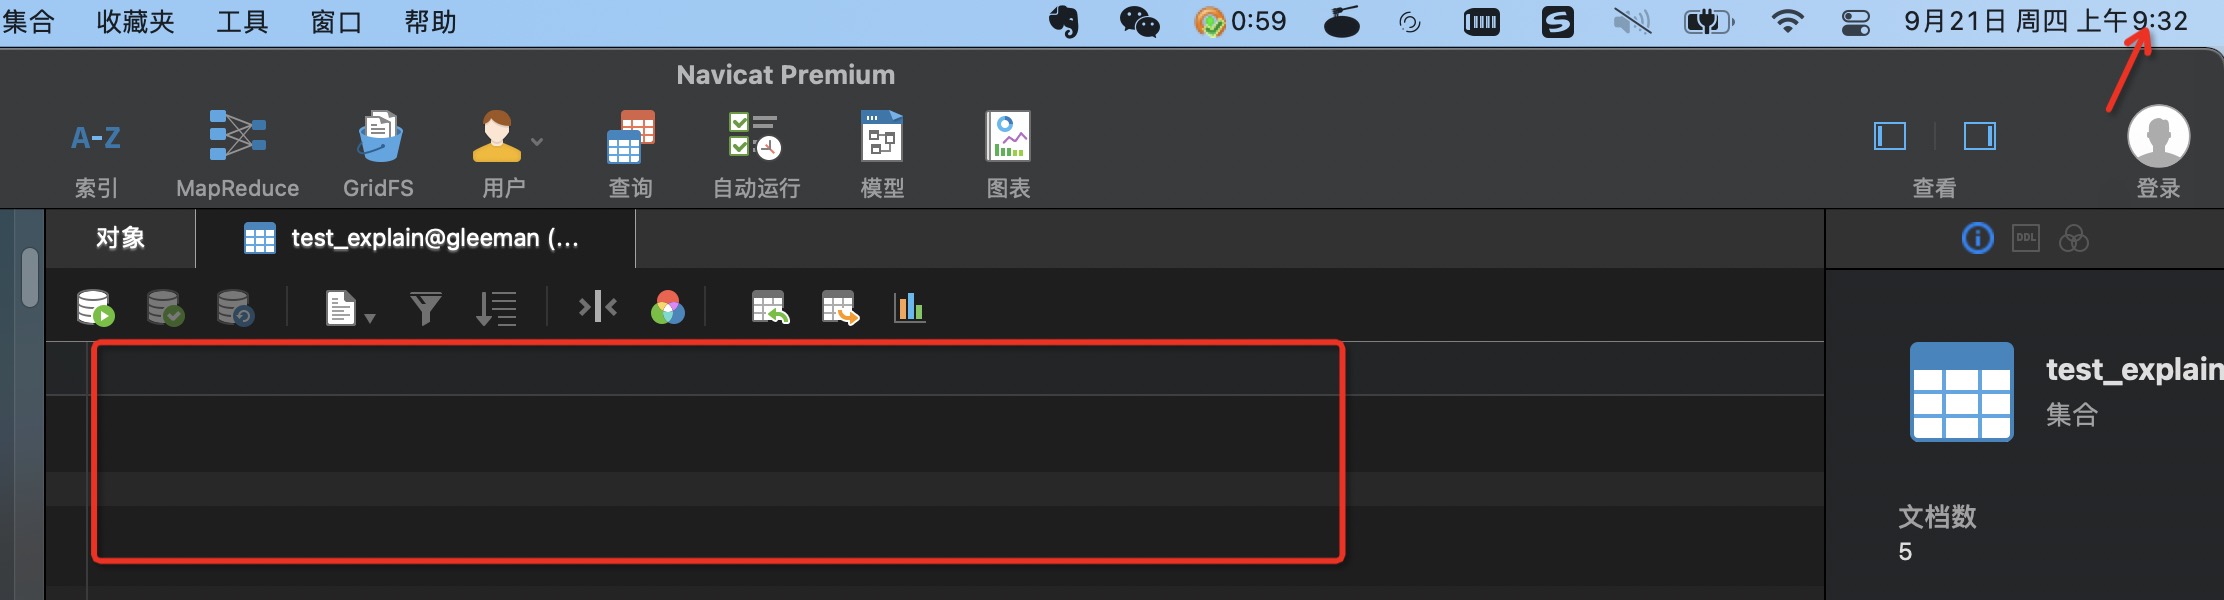 集合 收藏夹 工具 窗口 帮助 0:59 9月21日 周四 上午9:32
Navicat Premium
A-Z
索引 MapReduce GridFS 用户 查询 自动运行 模型 图表 查看 登录
对象 test_explain@gleeman (...
DDL
test_explain
集合
文档数
5